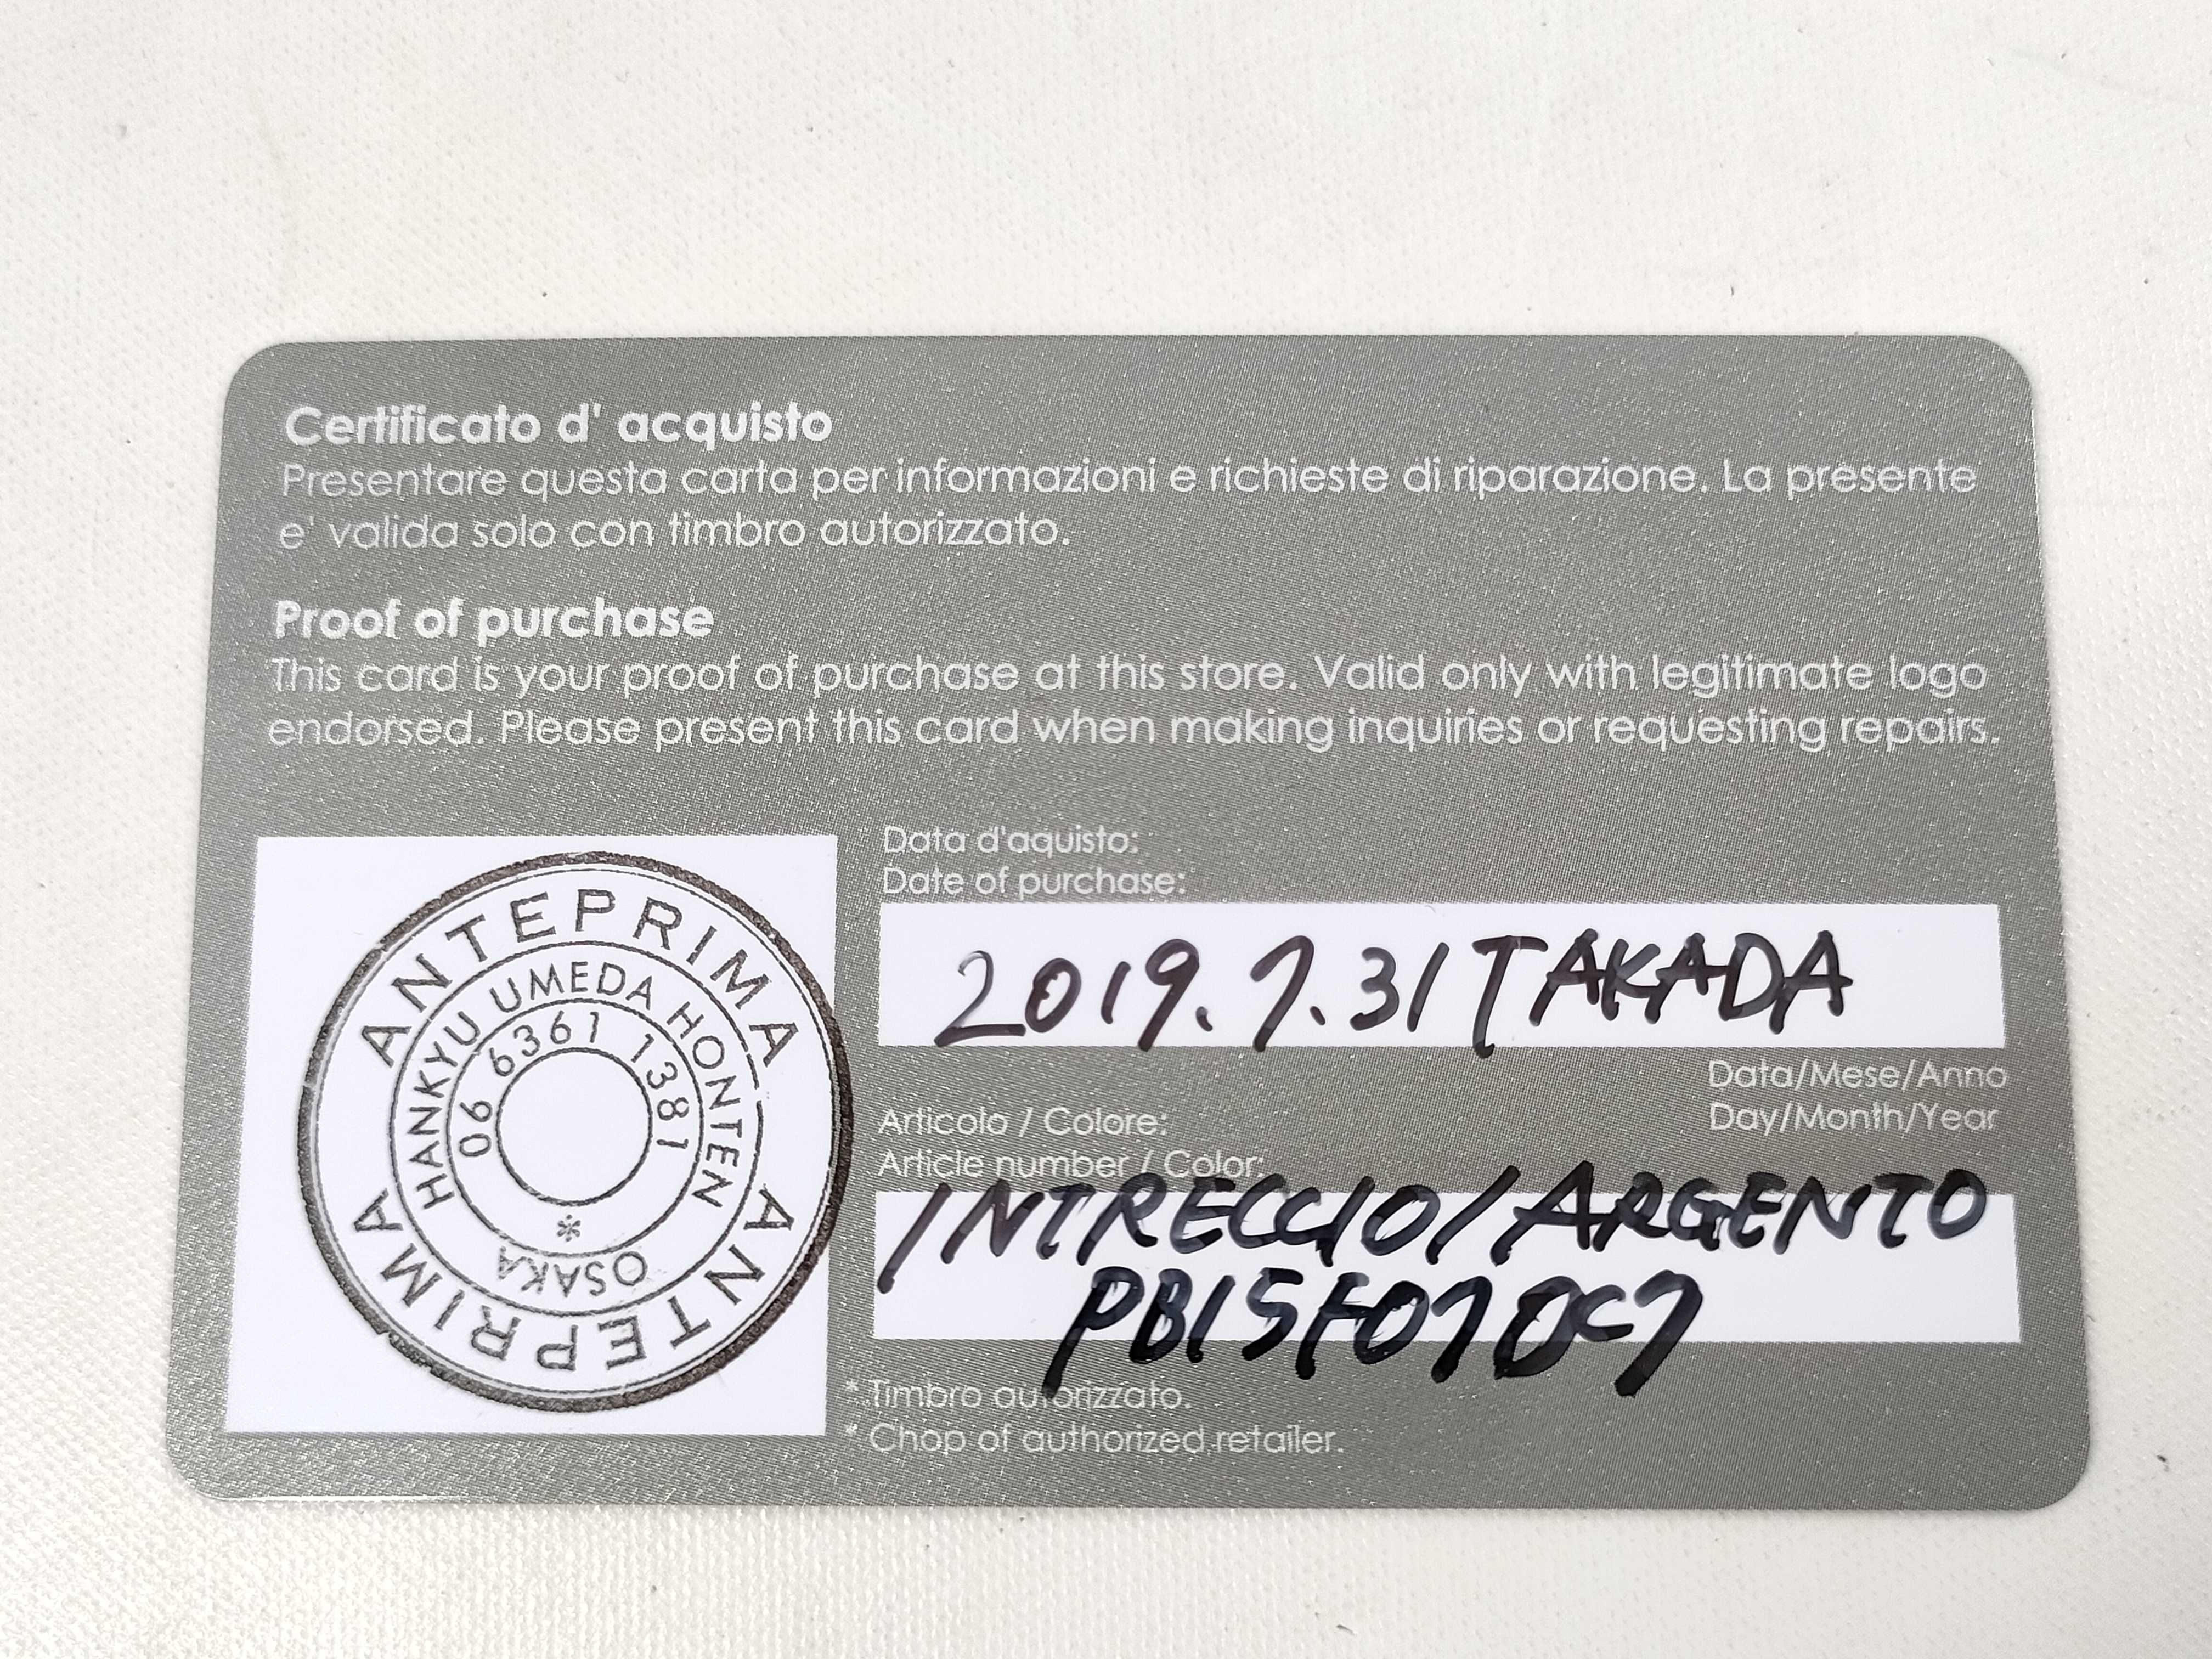 Certificato d' acquisto
Presentare questa carta per informazioni e richieste di riparazione. La presente
e' valida solo con timbro autorizzato.
Proof of purchase
This card is your proof of purchase at this store. Valid only with legitimate logo
endorsed. Please present this card when making inquiries or requesting repairs.
ANTEPRIMA
HANKYU UMEDA HONTEN
06 6361 1381
*
OSAKA
ANTEPRIMA
Data d'aquisto:
Date of purchase:
2019.7.31 TAKADA
Data/Mese/Anno
Day/Month/Year
Articolo / Colore:
Article number / Color:
INTRECCIO/ARGENTO
* Timbro autorizzato.
* Chop of authorized retailer.